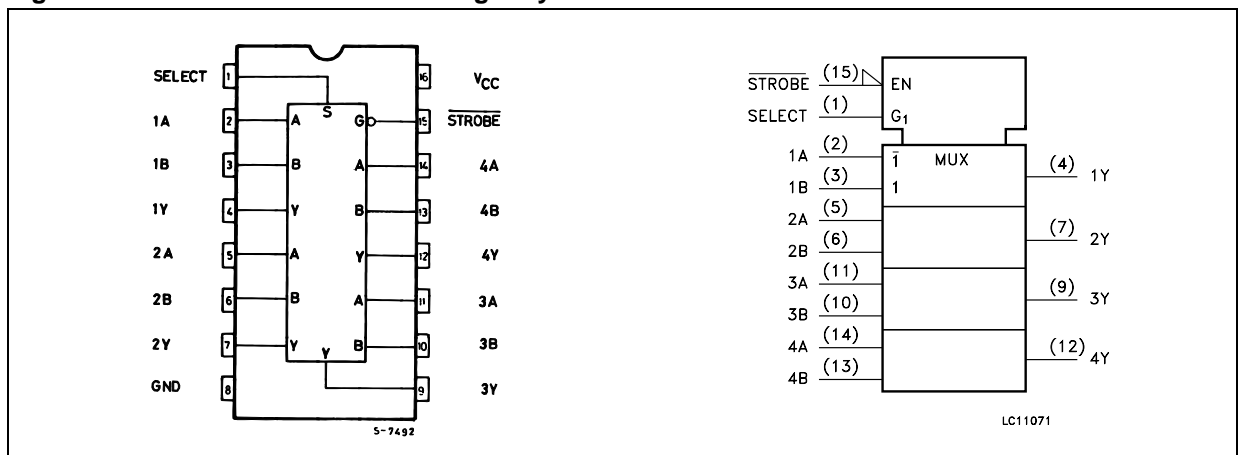 SELECT 1 16 VCC
1A 2 A S G 15 STROBE
1B 3 B A 14 4A
1Y 4 Y B 13 4B
2A 5 A Y 12 4Y
2B 6 B A 11 3A
2Y 7 Y Y B 10 3B
GND 8 9 3Y
S-7492
STROBE (15) EN
SELECT (1) G1
1A (2) 1̅ MUX (4) 1Y
1B (3) 1
2A (5) (7) 2Y
2B (6)
3A (11) (9) 3Y
3B (10)
4A (14) (12) 4Y
4B (13)
LC11071